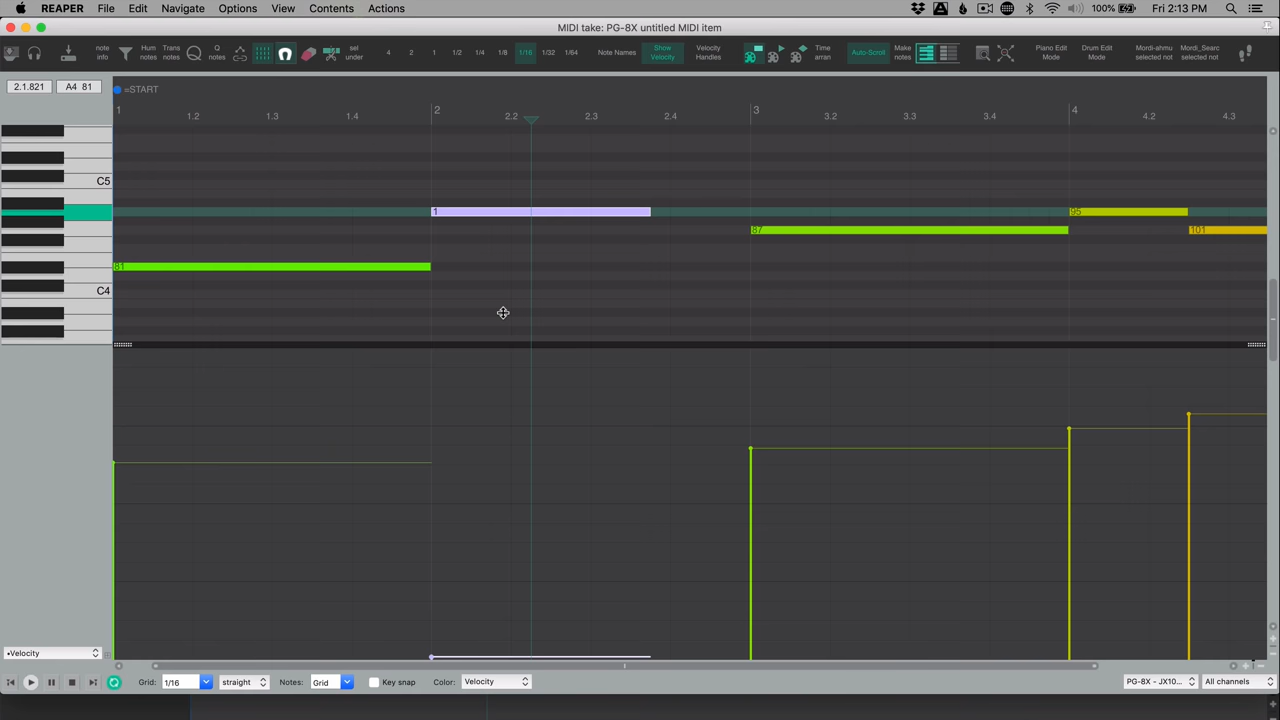 REAPER File Edit Navigate Options View Contents Actions 100% Fri 2:13 PM
MIDI take: PG-8X untitled MIDI item
note info Hum notes Trans notes Q sel under 4 2 1 1/2 1/4 1/8 1/16 1/32 1/64 Note Names Show Velocity Velocity Handles Time arran Auto-Scroll Make notes Piano Edit Mode Drum Edit Mode Mordi-ahmu selected not Mordi_Searc selected not
2.1.821 A4 81 =START
1 2 3 4
1.2 1.3 1.4 2.2 2.3 2.4 3.2 3.3 3.4 4.2 4.3
C5
1 95
87 101
81
C4
•Velocity
Grid: 1/16 straight Notes: Grid Key snap Color: Velocity PG-8X - JX10... All channels